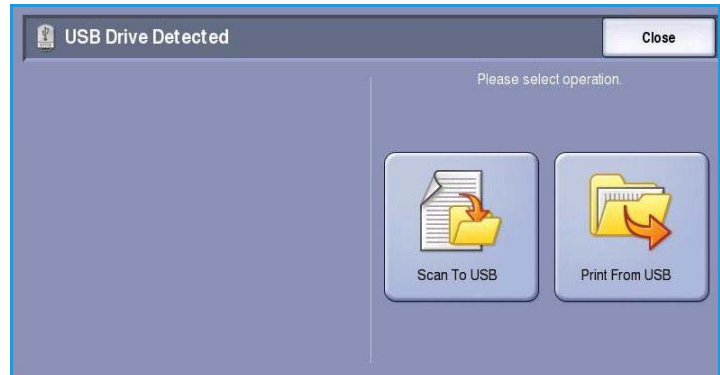 USB Drive Detected
Close
Please select operation.
Scan To USB
Print From USB